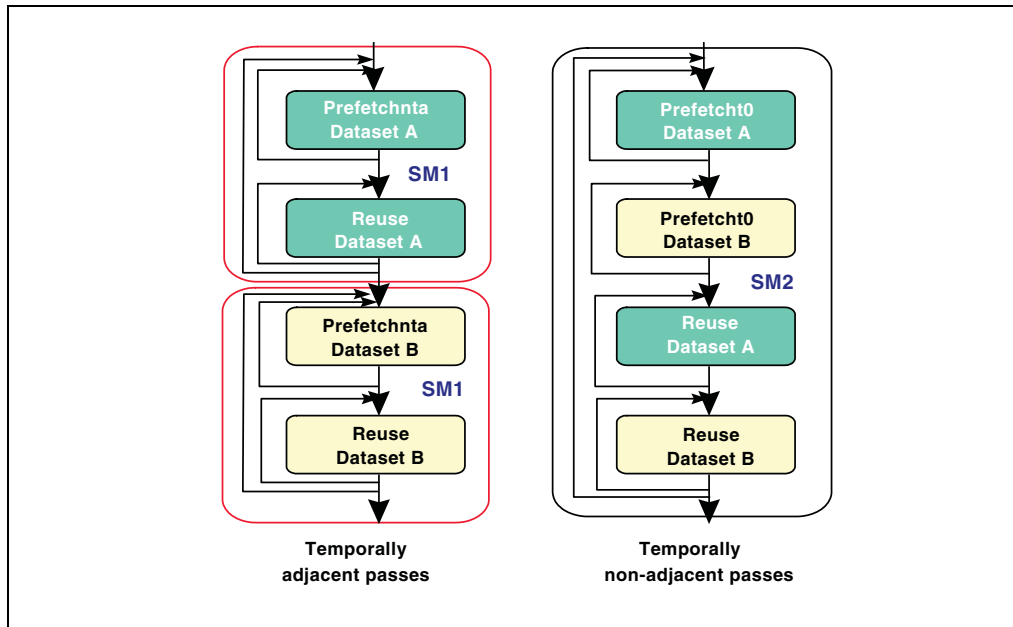 Prefetchnta
Dataset A
SM1
Reuse
Dataset A
Prefetchnta
Dataset B
SM1
Reuse
Dataset B
Temporally
adjacent passes
Prefetcht0
Dataset A
Prefetcht0
Dataset B
SM2
Reuse
Dataset A
Reuse
Dataset B
Temporally
non-adjacent passes